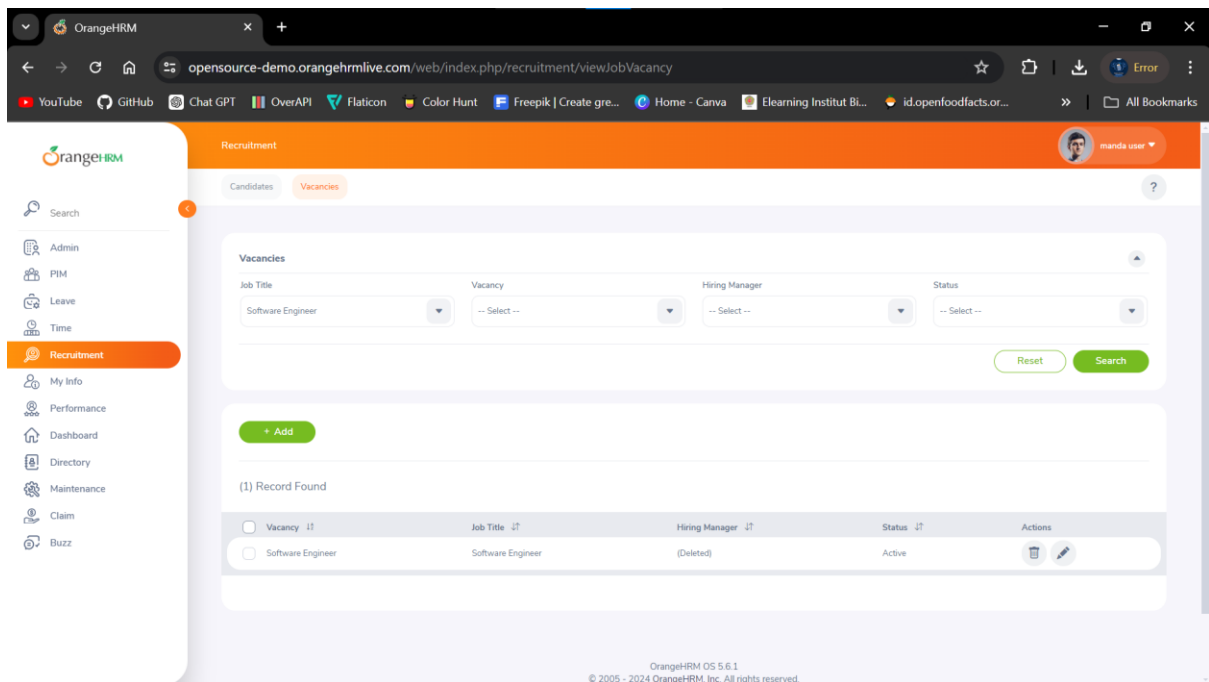 OrangeHRM
opensource-demo.orangehrmlive.com/web/index.php/recruitment/viewJobVacancy
Error
YouTube GitHub Chat GPT OverAPI Flaticon Color Hunt Freepik | Create gre... Home - Canva Elearning Institut Bi... id.openfoodfacts.or... » All Bookmarks
OrangeHRM
Recruitment
manda user
Candidates Vacancies ?
Search
Admin
PIM
Leave
Time
Recruitment
My Info
Performance
Dashboard
Directory
Maintenance
Claim
Buzz
Vacancies
Job Title Vacancy Hiring Manager Status
Software Engineer -- Select -- -- Select -- -- Select --
Reset Search
+ Add
(1) Record Found
Vacancy Job Title Hiring Manager Status Actions
Software Engineer Software Engineer (Deleted) Active
OrangeHRM OS 5.6.1
© 2005 - 2024 OrangeHRM, Inc. All rights reserved.